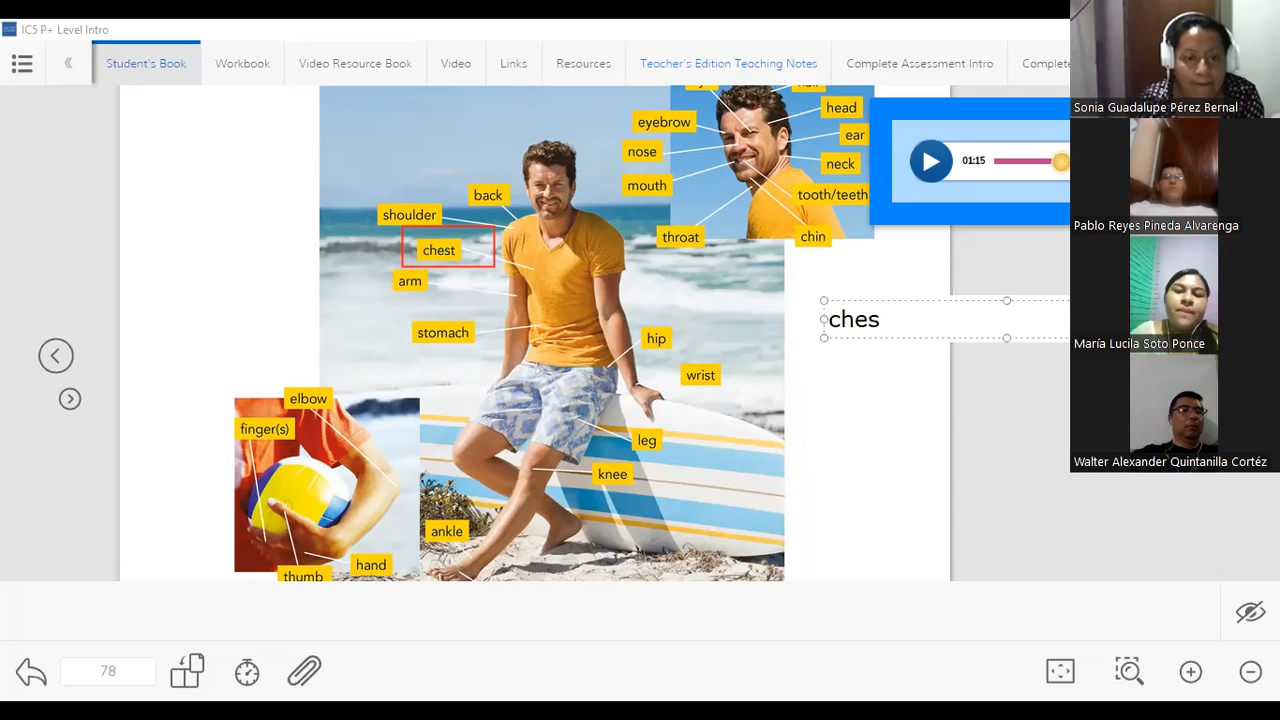 IC5 P+ Level Intro
Student's Book
Workbook
Video Resource Book
Video
Links
Resources
Teacher's Edition Teaching Notes
Complete Assessment Intro
Complete
eyebrow
nose
mouth
throat
head
ear
neck
tooth/teeth
chin
back
shoulder
chest
arm
stomach
hip
wrist
leg
knee
ankle
elbow
finger(s)
hand
thumb
01:15
ches
Sonia Guadalupe Pérez Bernal
Pablo Reyes Pineda Alvarenga
María Lucila Soto Ponce
Walter Alexander Quintanilla Cortéz
78